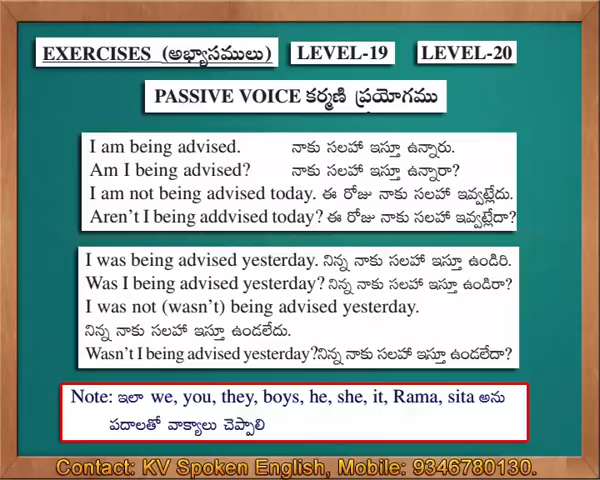 EXERCISES (అభ్యాసములు) LEVEL-19 LEVEL-20
PASSIVE VOICE కర్మణి ప్రయోగము
I am being advised. నాకు సలహా ఇస్తూ ఉన్నారు.
Am I being advised? నాకు సలహా ఇస్తూ ఉన్నారా?
I am not being advised today. ఈ రోజు నాకు సలహా ఇవ్వట్లేదు.
Aren't I being addvised today? ఈ రోజు నాకు సలహా ఇవ్వట్లేదా?
I was being advised yesterday. నిన్న నాకు సలహా ఇస్తూ ఉండిరి.
Was I being advised yesterday? నిన్న నాకు సలహా ఇస్తూ ఉండిరా?
I was not (wasn't) being advised yesterday.
నిన్న నాకు సలహా ఇస్తూ ఉండలేదు.
Wasn't I being advised yesterday?నిన్న నాకు సలహా ఇస్తూ ఉండలేదా?
Note: ఇలా we, you, they, boys, he, she, it, Rama, sita అను
పదాలతో వాక్యాలు చెప్పాలి
Contact: KV Spoken English, Mobile: 9346780130.